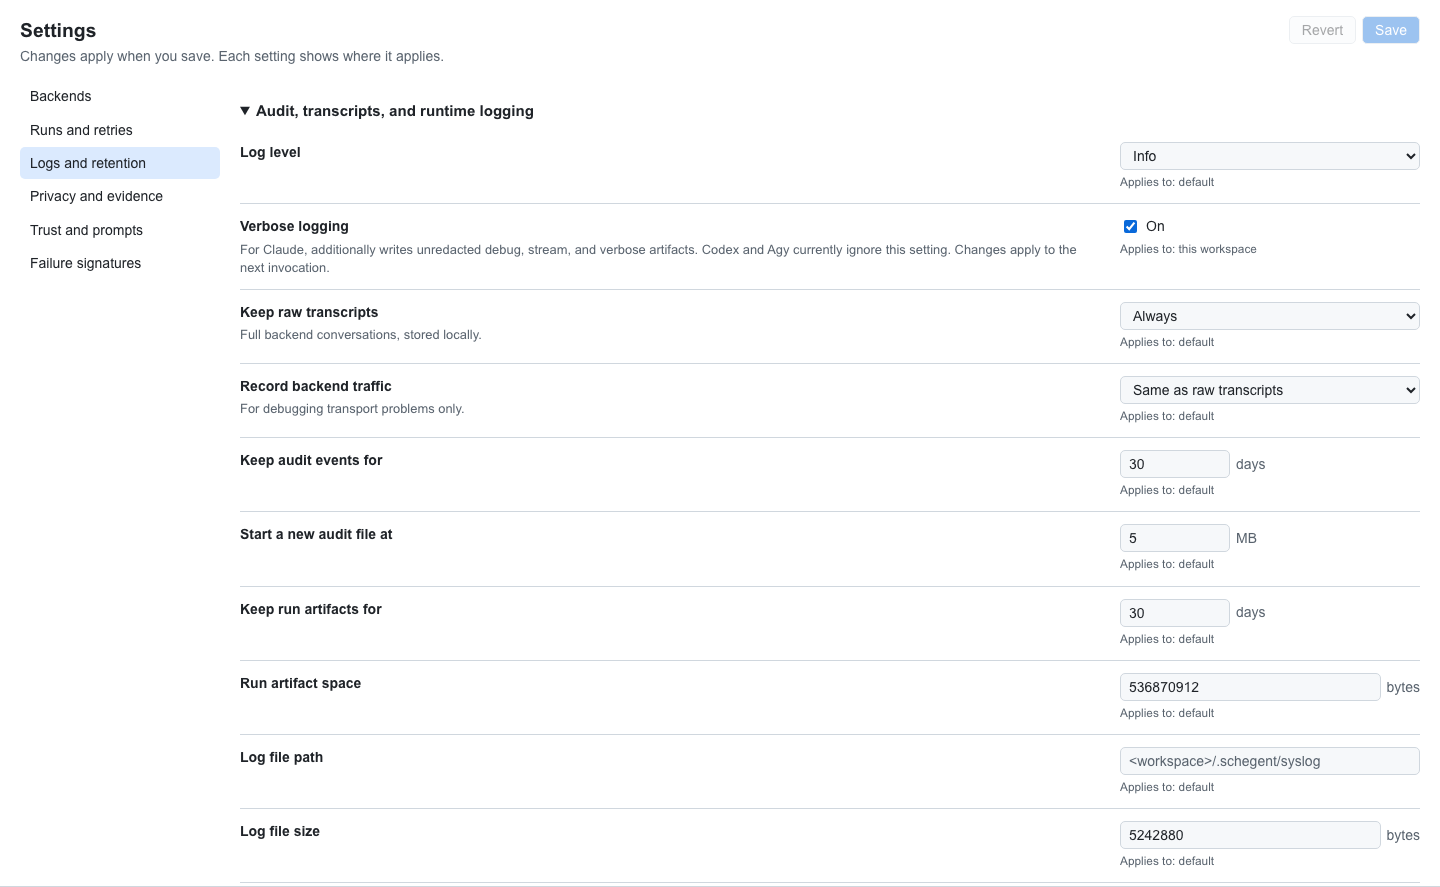 Settings
Changes apply when you save. Each setting shows where it applies.
Revert
Save
Backends
Runs and retries
Logs and retention
Privacy and evidence
Trust and prompts
Failure signatures
▼ Audit, transcripts, and runtime logging
Log level
Info
Applies to: default
Verbose logging
For Claude, additionally writes unredacted debug, stream, and verbose artifacts. Codex and Agy currently ignore this setting. Changes apply to the
next invocation.
On
Applies to: this workspace
Keep raw transcripts
Full backend conversations, stored locally.
Always
Applies to: default
Record backend traffic
For debugging transport problems only.
Same as raw transcripts
Applies to: default
Keep audit events for
30 days
Applies to: default
Start a new audit file at
5 MB
Applies to: default
Keep run artifacts for
30 days
Applies to: default
Run artifact space
536870912 bytes
Applies to: default
Log file path
<workspace>/.schegent/syslog
Applies to: default
Log file size
5242880 bytes
Applies to: default